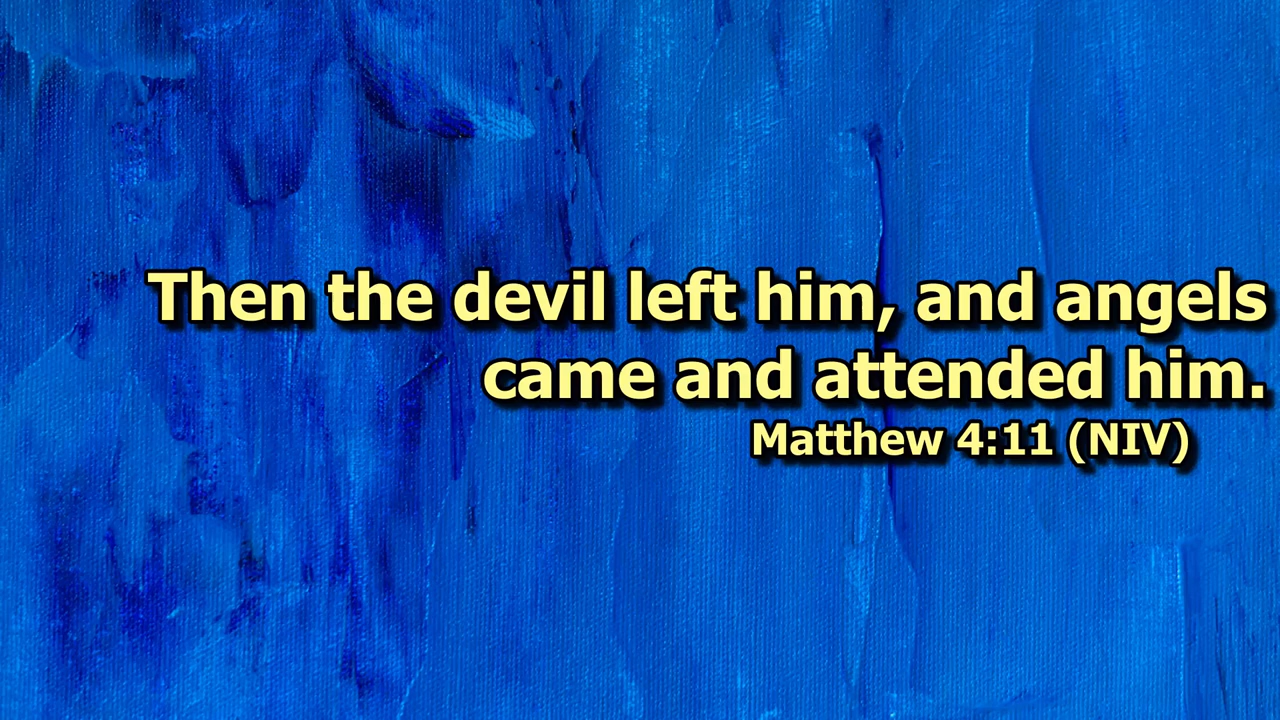 Then the devil left him, and angels
came and attended him.
Matthew 4:11 (NIV)